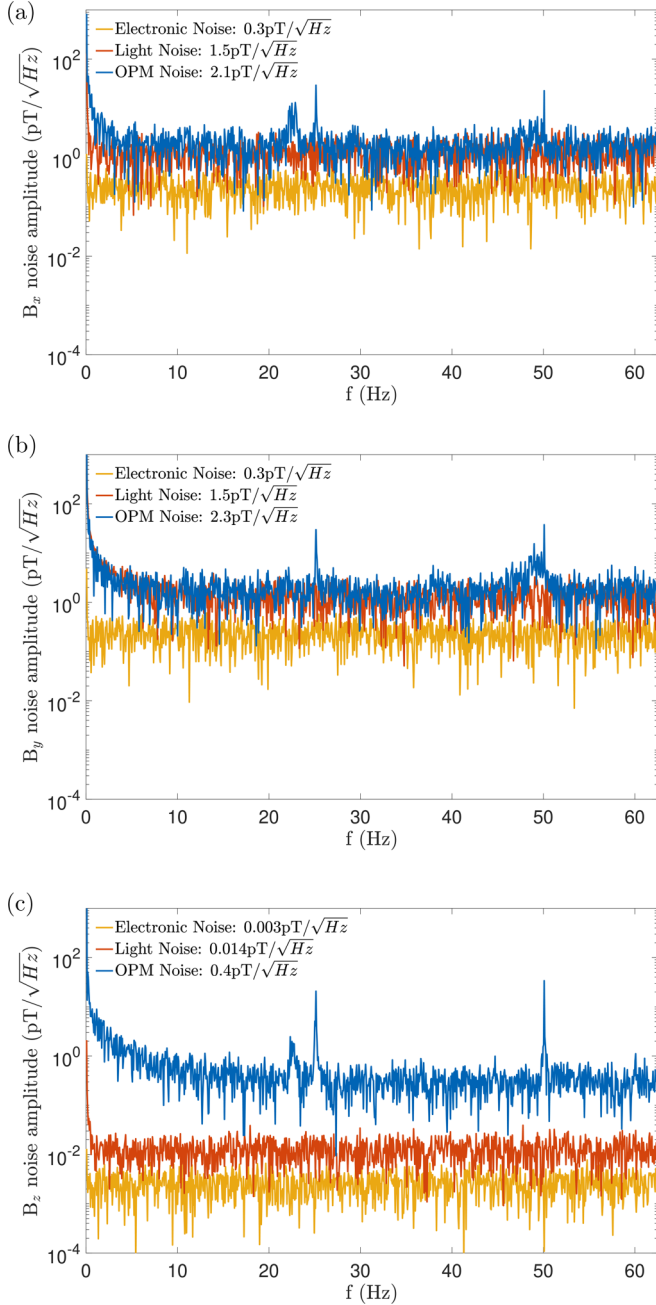 (a)
B_x noise amplitude (pT/√Hz)
10^2
10^0
10^-2
10^-4
Electronic Noise: 0.3pT/√Hz
Light Noise: 1.5pT/√Hz
OPM Noise: 2.1pT/√Hz
0 10 20 30 40 50 60
f (Hz)
(b)
B_y noise amplitude (pT/√Hz)
10^2
10^0
10^-2
10^-4
Electronic Noise: 0.3pT/√Hz
Light Noise: 1.5pT/√Hz
OPM Noise: 2.3pT/√Hz
0 10 20 30 40 50 60
f (Hz)
(c)
B_z noise amplitude (pT/√Hz)
10^2
10^0
10^-2
10^-4
Electronic Noise: 0.003pT/√Hz
Light Noise: 0.014pT/√Hz
OPM Noise: 0.4pT/√Hz
0 10 20 30 40 50 60
f (Hz)